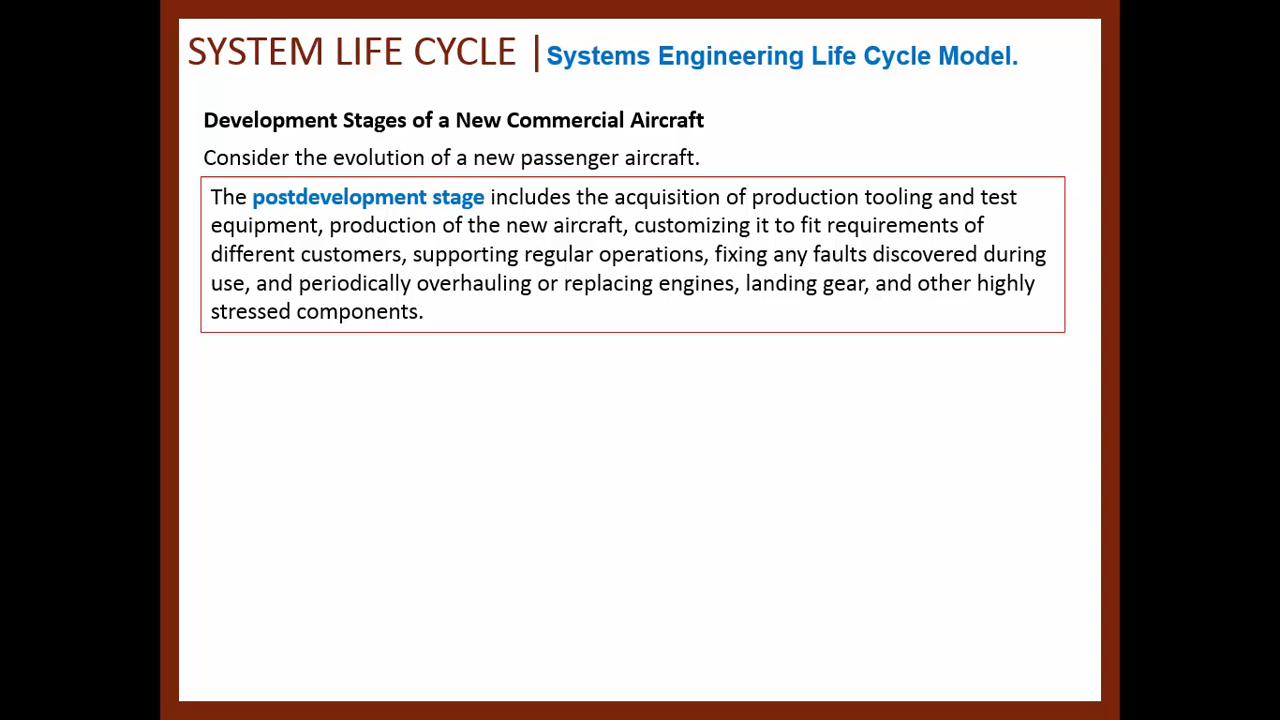 SYSTEM LIFE CYCLE | Systems Engineering Life Cycle Model.
Development Stages of a New Commercial Aircraft
Consider the evolution of a new passenger aircraft.
The postdevelopment stage includes the acquisition of production tooling and test
equipment, production of the new aircraft, customizing it to fit requirements of
different customers, supporting regular operations, fixing any faults discovered during
use, and periodically overhauling or replacing engines, landing gear, and other highly
stressed components.